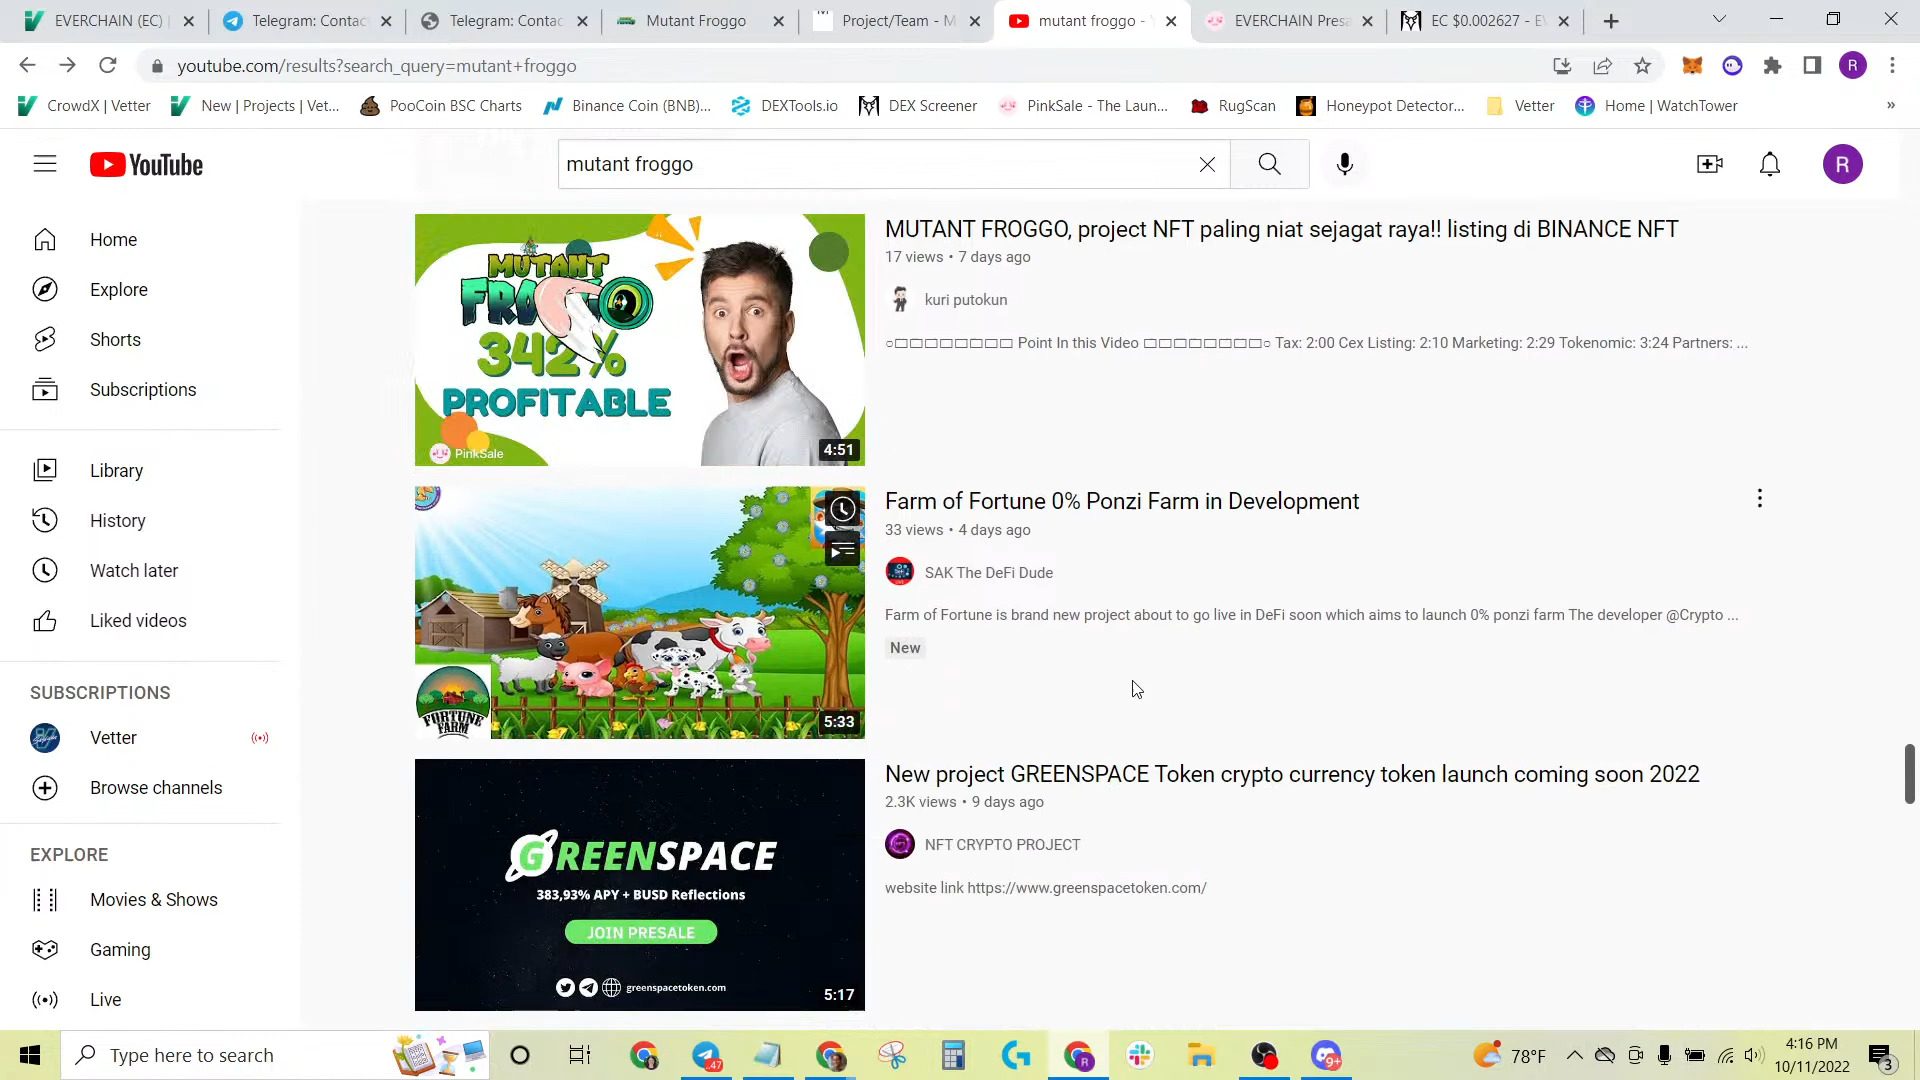 EVERCHAIN (EC) |
Telegram: Contac
Telegram: Contac
Mutant Froggo
Project/Team - M
mutant froggo - Y
EVERCHAIN Presa
EC $0.002627 - EV
youtube.com/results?search_query=mutant+froggo
R
CrowdX | Vetter
New | Projects | Vet...
PooCoin BSC Charts
Binance Coin (BNB)...
DEXTools.io
DEX Screener
PinkSale - The Laun...
RugScan
Honeypot Detector...
Vetter
Home | WatchTower
»
YouTube
mutant froggo
R
Home
Explore
Shorts
Subscriptions
Library
History
Watch later
Liked videos
SUBSCRIPTIONS
Vetter
Browse channels
EXPLORE
Movies & Shows
Gaming
Live
MUTANT
FROGGO
342%
PROFITABLE
PinkSale
4:51
MUTANT FROGGO, project NFT paling niat sejagat raya!! listing di BINANCE NFT
17 views • 7 days ago
kuri putokun
○□□□□□□□□ Point In this Video □□□□□□□□○ Tax: 2:00 Cex Listing: 2:10 Marketing: 2:29 Tokenomic: 3:24 Partners: ...
FORTUNE
FARM
5:33
Farm of Fortune 0% Ponzi Farm in Development
33 views • 4 days ago
SAK The DeFi Dude
Farm of Fortune is brand new project about to go live in DeFi soon which aims to launch 0% ponzi farm The developer @Crypto ...
New
GREENSPACE
383,93% APY + BUSD Reflections
JOIN PRESALE
greenspacetoken.com
5:17
New project GREENSPACE Token crypto currency token launch coming soon 2022
2.3K views • 9 days ago
NFT CRYPTO PROJECT
website link https://www.greenspacetoken.com/
Type here to search
47
R
9+
78°F
4:16 PM
10/11/2022
3